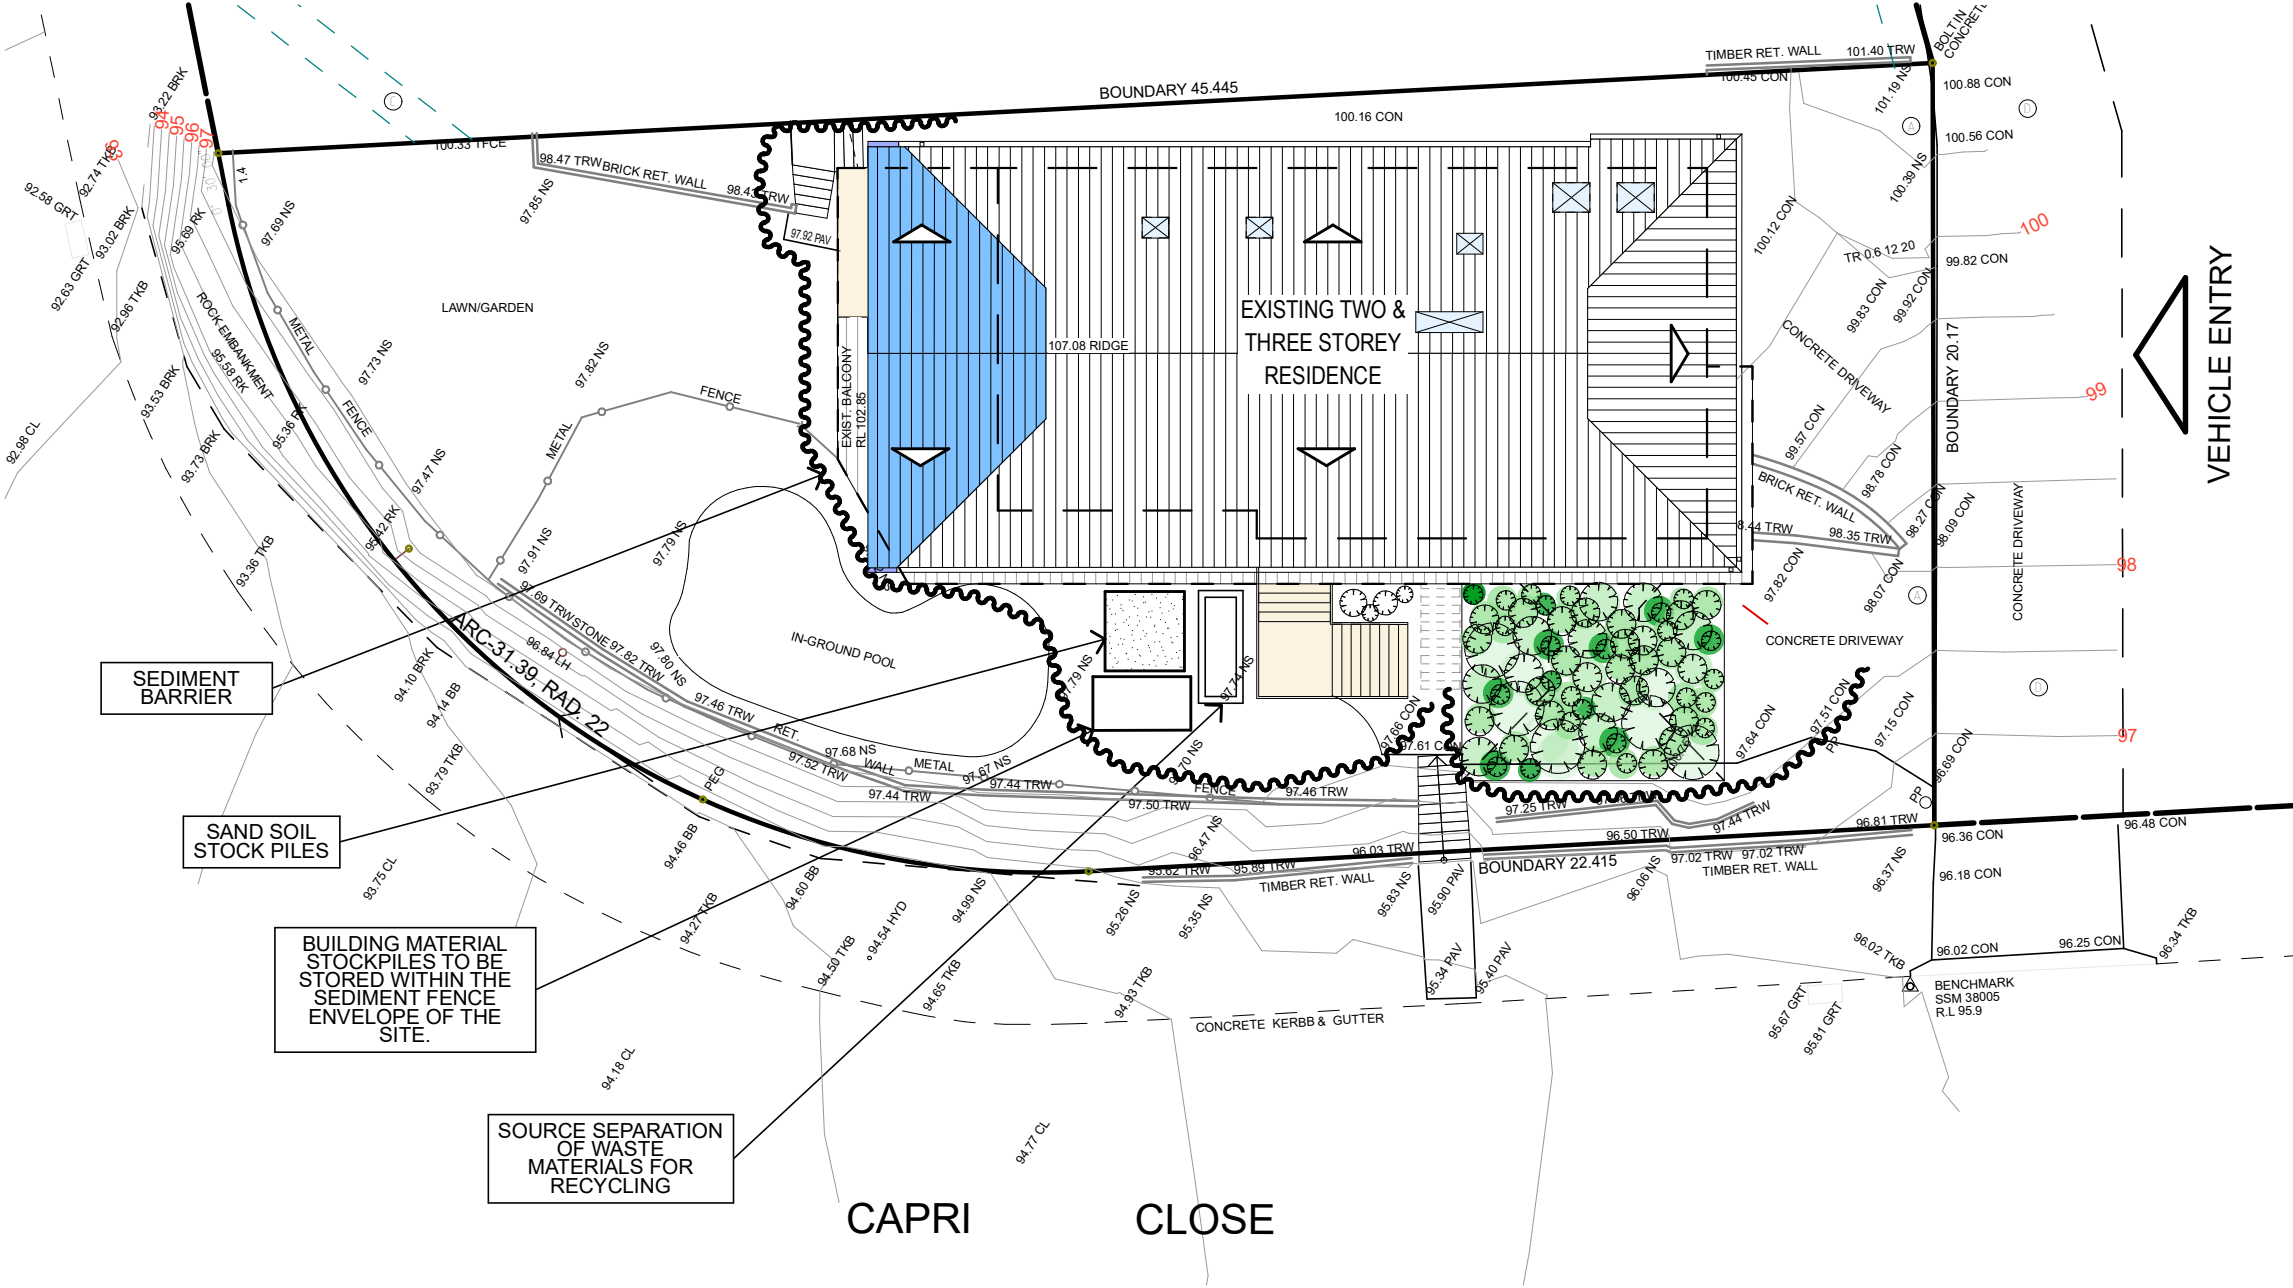 TIMBER RET. WALL 101.40 TRW
BOLT IN
CONCRETE
BOUNDARY 45.445
100.45 CON
101.19 NS
100.88 CON
93.22 BRK
94
95
96
97
93
100.16 CON
100.56 CON
100.33 TFCE
98.47 TRW
BRICK RET. WALL
98.43 TRW
92.74 TKB
92.58 GRT
1.4
97.85 NS
97.69 NS
100.39 NS
93.02 BRK
95.69 RK
97.92 PAV
100.12 CON
100
TR 0.6 12 20
99.82 CON
92.63 GRT
92.96 TKB
ROCK EMBANKMENT
LAWN/GARDEN
99.83 CON
99.92 CON
VEHICLE ENTRY
EXISTING TWO &
THREE STOREY
RESIDENCE
107.08 RIDGE
METAL
95.58 RK
97.73 NS
97.82 NS
EXIST. BALCONY
RL 102.85
CONCRETE DRIVEWAY
BOUNDARY 20.17
93.53 BRK
FENCE
FENCE
99
92.98 CL
95.36 RK
METAL
99.57 CON
93.73 BRK
97.47 NS
98.78 CON
BRICK RET. WALL
98.27 CON
98.09 CON
95.42 RK
97.91 NS
97.79 NS
8.44 TRW
98.35 TRW
CONCRETE DRIVEWAY
98
93.36 TKB
97.82 CON
98.07 CON
97.69 TRW
STONE
97.82 TRW
96.84 LH
97.80 NS
IN-GROUND POOL
CONCRETE DRIVEWAY
ARC-31.39, RAD. 22
SEDIMENT
BARRIER
94.10 BRK
94.14 BB
97.79 NS
97.74 NS
97.46 TRW
RET.
WALL
97.66 CON
97.61 CON
97.64 CON
97.51 CON
PP
97.15 CON
97
93.79 TKB
97.68 NS
METAL
97.67 NS
97.52 TRW
96.69 CON
PP
PEG
97.44 TRW
97.44 TRW
FENCE
97.46 TRW
97.50 TRW
97.25 TRW
97.44 TRW
96.81 TRW
96.48 CON
SAND SOIL
STOCK PILES
94.46 BB
96.47 NS
96.03 TRW
96.50 TRW
96.36 CON
95.62 TRW
95.89 TRW
BOUNDARY 22.415
97.02 TRW
97.02 TRW
TIMBER RET. WALL
TIMBER RET. WALL
93.75 CL
94.60 BB
94.99 NS
95.26 NS
95.35 NS
95.83 NS
95.90 PAV
96.06 NS
96.37 NS
96.18 CON
94.27 TKB
94.54 HYD
94.50 TKB
96.02 TKB
96.02 CON
96.25 CON
96.34 TKB
BUILDING MATERIAL
STOCKPILES TO BE
STORED WITHIN THE
SEDIMENT FENCE
ENVELOPE OF THE
SITE.
94.65 TKB
94.93 TKB
95.34 PAV
95.40 PAV
BENCHMARK
SSM 38005
R.L 95.9
95.67 GRT
95.81 GRT
CONCRETE KERBB & GUTTER
94.18 CL
94.77 CL
SOURCE SEPARATION
OF WASTE
MATERIALS FOR
RECYCLING
CAPRI CLOSE